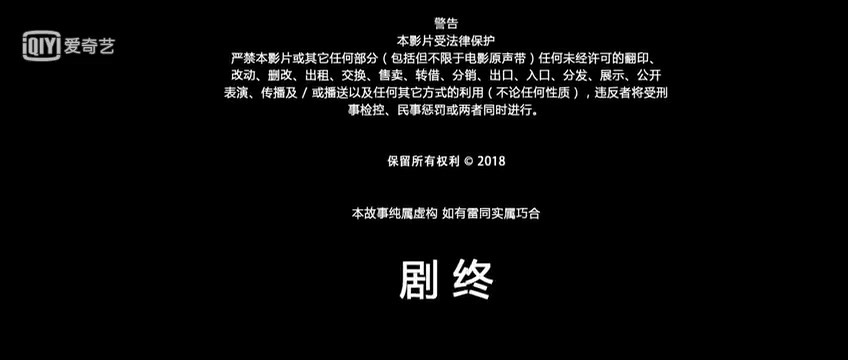 iQIYI 爱奇艺
警告
本影片受法律保护
严禁本影片或其它任何部分（包括但不限于电影原声带）任何未经许可的翻印、
改动、删改、出租、交换、售卖、转借、分销、出口、入口、分发、展示、公开
表演、传播及 / 或播送以及任何其它方式的利用（不论任何性质），违反者将受刑
事检控、民事惩罚或两者同时进行。
保留所有权利 © 2018
本故事纯属虚构 如有雷同实属巧合
剧终